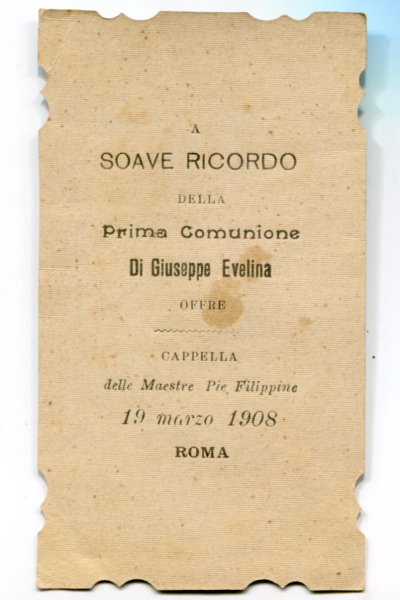 A
SOAVE RICORDO
DELLA
Prima Comunione
Di Giuseppe Evelina
OFFRE
CAPPELLA
delle Maestre Pie Filippine
19 marzo 1908
ROMA